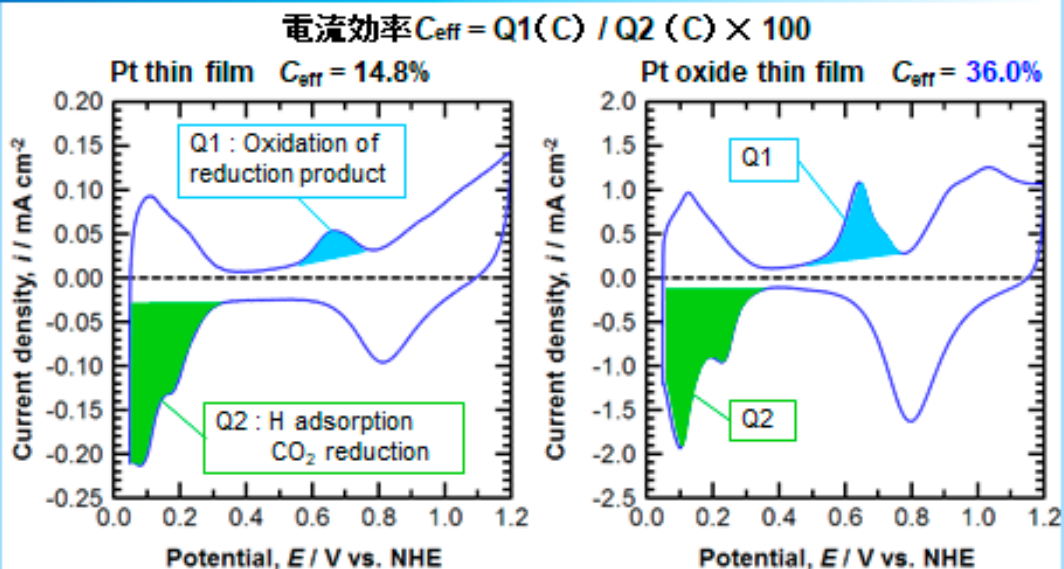 電流効率Ceff = Q1(C) / Q2 (C) × 100
Pt thin film Ceff = 14.8%
Pt oxide thin film Ceff = 36.0%
Current density, i / mA cm-2
0.20
0.15
0.10
0.05
0.00
-0.05
-0.10
-0.15
-0.20
-0.25
Q1 : Oxidation of
reduction product
Q2 : H adsorption
CO2 reduction
0.0 0.2 0.4 0.6 0.8 1.0 1.2
Potential, E / V vs. NHE
Current density, i / mA cm-2
2.0
1.5
1.0
0.5
0.0
-0.5
-1.0
-1.5
-2.0
-2.5
Q1
Q2
0.0 0.2 0.4 0.6 0.8 1.0 1.2
Potential, E / V vs. NHE